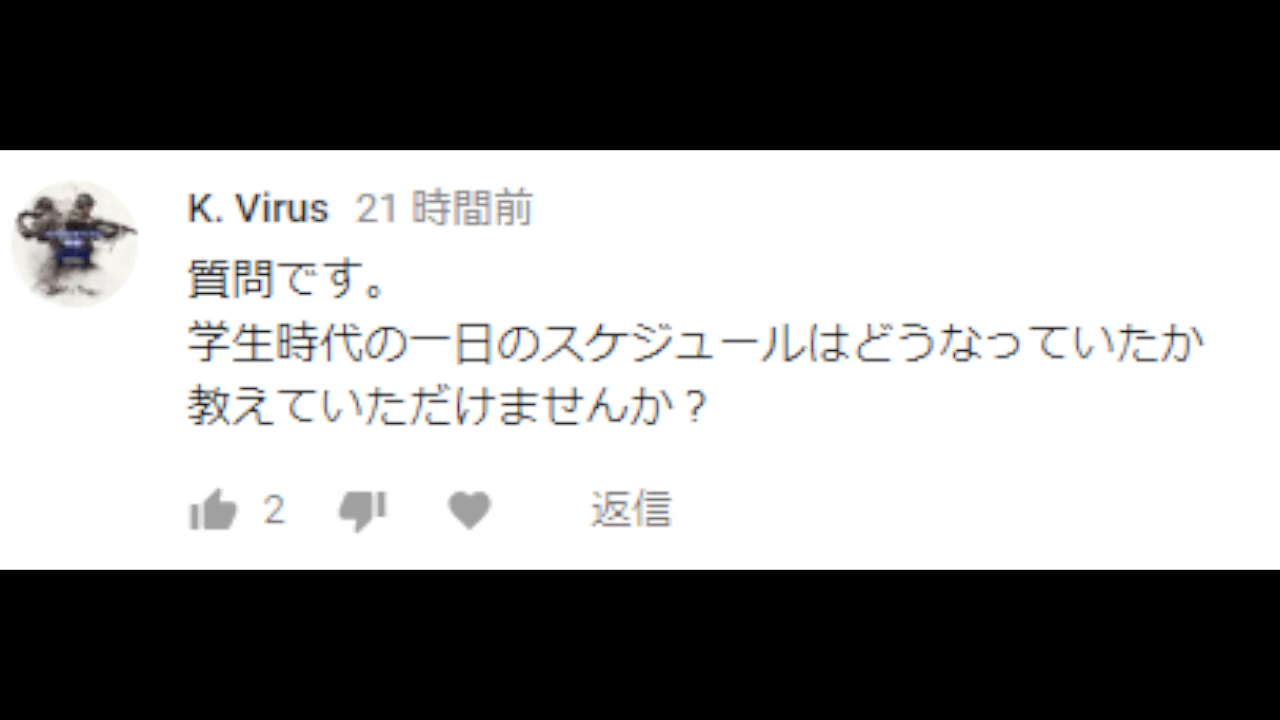 K. Virus 21 時間前
質問です。
学生時代の一日のスケジュールはどうなっていたか
教えていただけませんか？
2 返信